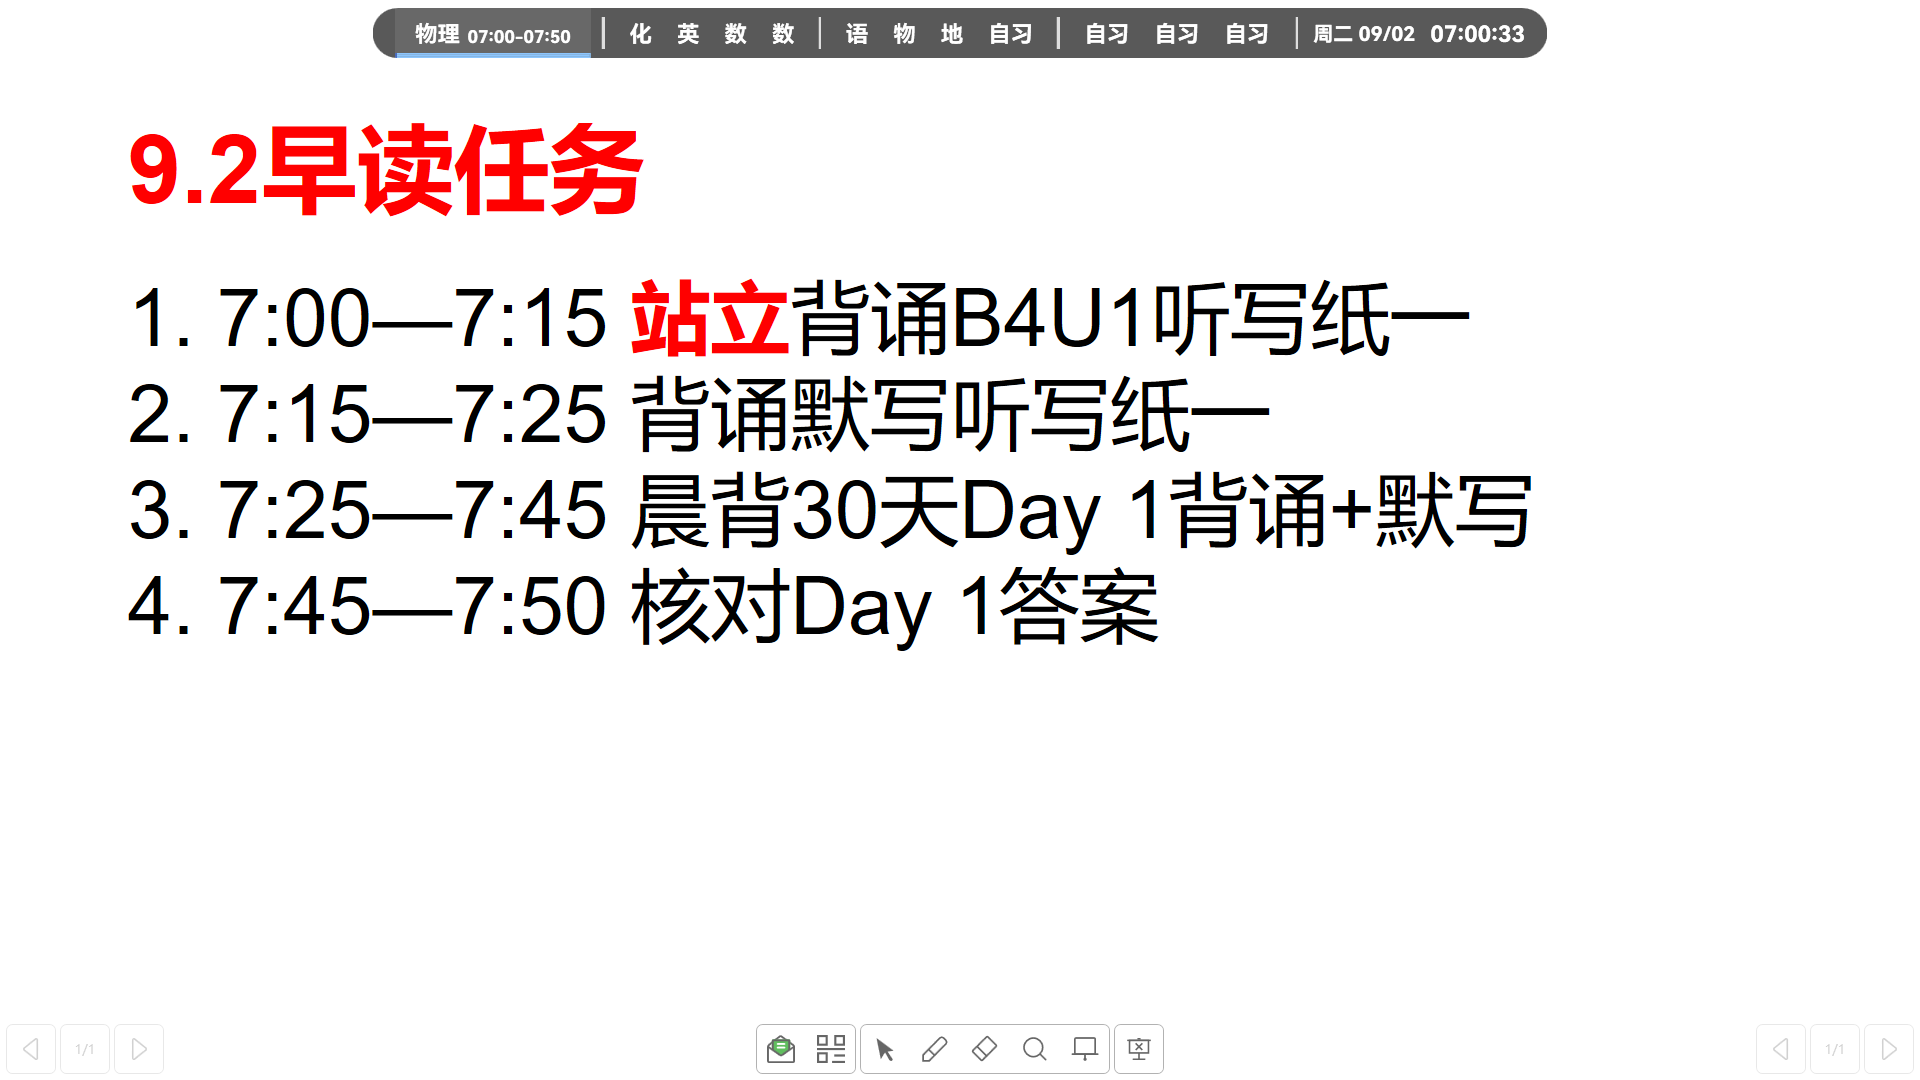 物理 07:00-07:50 | 化 英 数 数 | 语 物 地 自习 | 自习 自习 自习 | 周二 09/02 07:00:33
9.2早读任务
1. 7:00—7:15 站立背诵B4U1听写纸一
2. 7:15—7:25 背诵默写听写纸一
3. 7:25—7:45 晨背30天Day 1背诵+默写
4. 7:45—7:50 核对Day 1答案
1/1
1/1